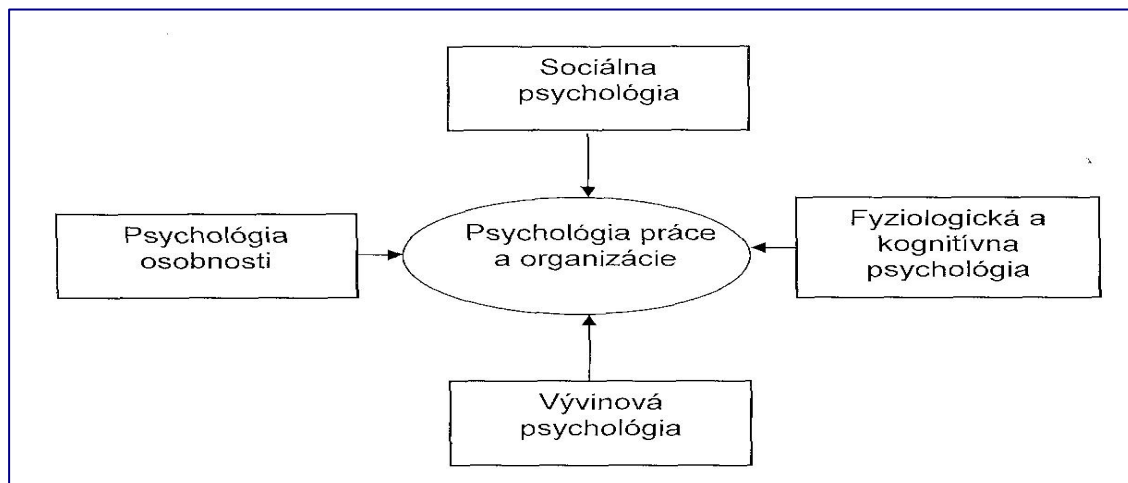 Sociálna
psychológia
Psychológia
osobnosti
Psychológia práce
a organizácie
Fyziologická a
kognitívna
psychológia
Vývinová
psychológia